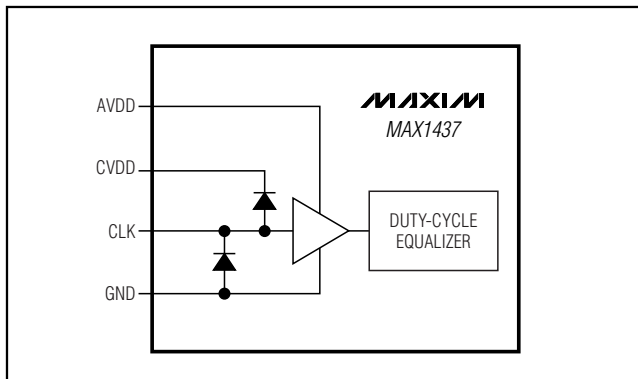 AVDD
MAXIM
MAX1437
CVDD
CLK
DUTY-CYCLE
EQUALIZER
GND